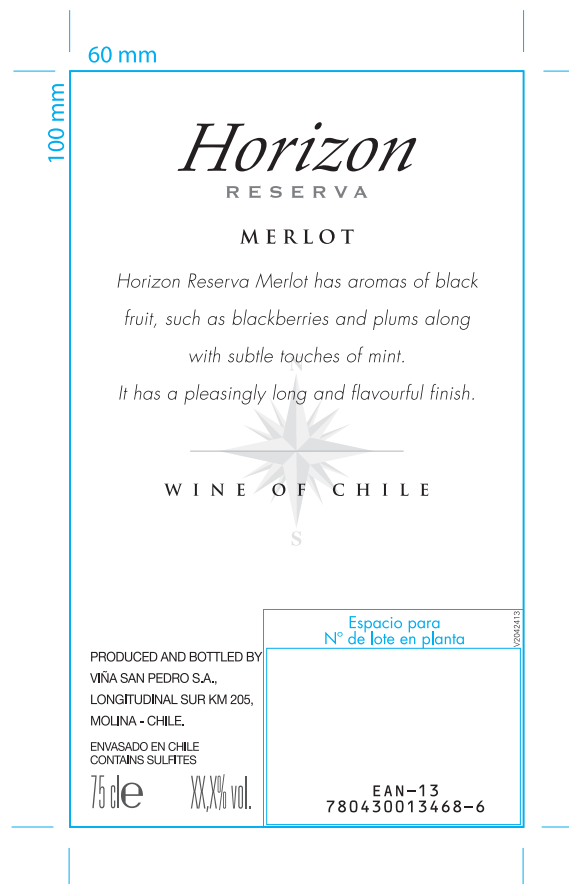 60 mm
100 mm
Horizon
RESERVA
MERLOT
Horizon Reserva Merlot has aromas of black
fruit, such as blackberries and plums along
with subtle touches of mint.
N
It has a pleasingly long and flavourful finish.
WINE OF CHILE
S
Espacio para
Nº de lote en planta
V2042413
PRODUCED AND BOTTLED BY
VIÑA SAN PEDRO S.A.,
LONGITUDINAL SUR KM 205,
MOLINA - CHILE.
ENVASADO EN CHILE
CONTAINS SULFITES
75 cl℮ XX,X% vol.
EAN-13
780430013468-6